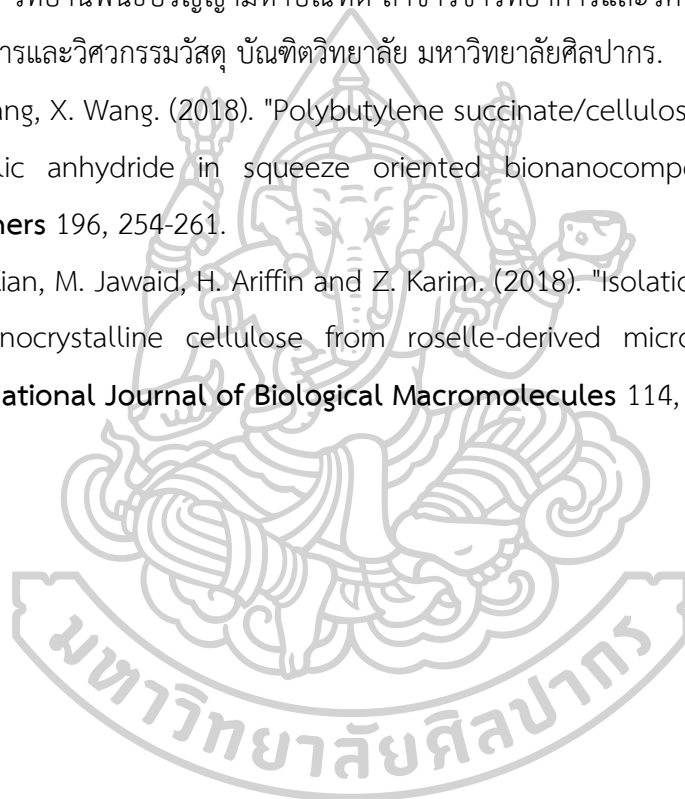 วิทยานิพนธ์ปริญญามหาบัณฑิต สาขาวิชาวิทยาการและวิศ
การและวิศวกรรมวัสดุ บัณฑิตวิทยาลัย มหาวิทยาลัยศิลปากร.
ang, X. Wang. (2018). "Polybutylene succinate/cellulos
lic anhydride in squeeze oriented bionanocompo
ners 196, 254-261.
ian, M. Jawaid, H. Ariffin and Z. Karim. (2018). "Isolatio
nocrystalline cellulose from roselle-derived micro
ational Journal of Biological Macromolecules 114,
มหาวิทยาลัยศิลปากร